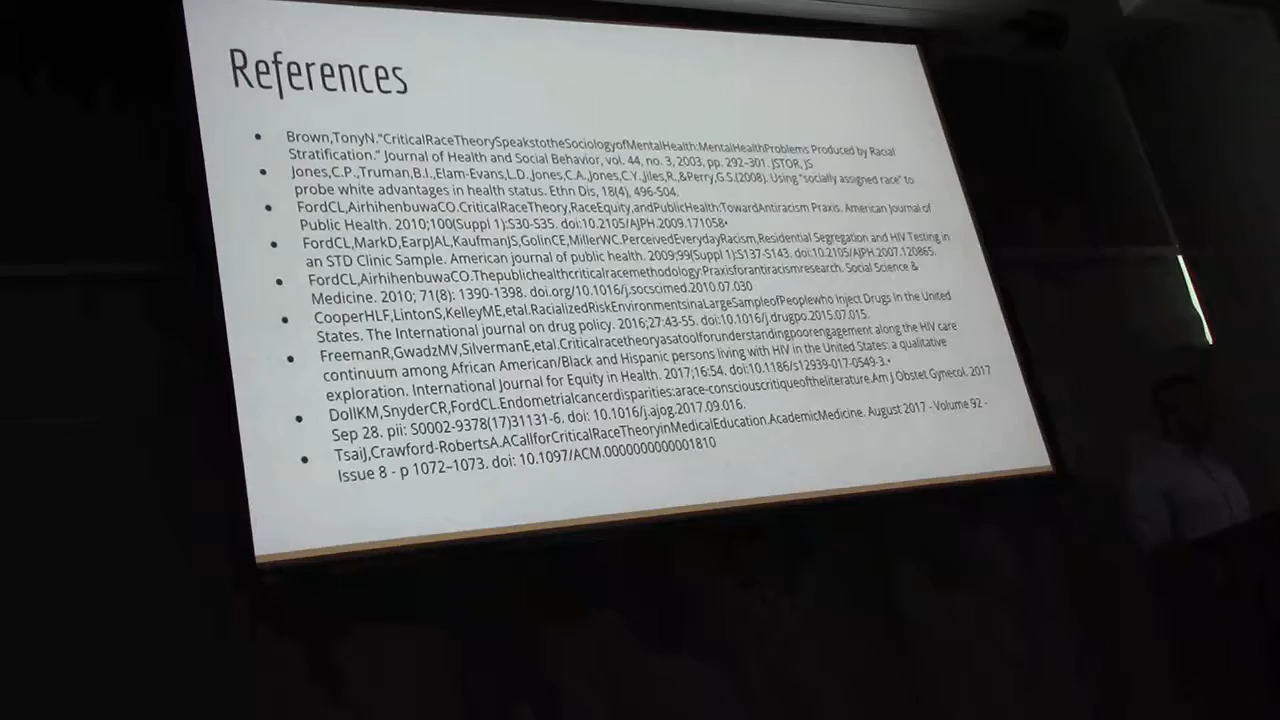 References
• Brown,TonyN."CriticalRaceTheorySpeakstotheSociologyofMentalHealth:MentalHealthProblems Produced by Racial
Stratification." Journal of Health and Social Behavior, vol. 44, no. 3, 2003, pp. 292–301. JSTOR, JS
• Jones,C.P.,Truman,B.I.,Elam-Evans,L.D.,Jones,C.A.,Jones,C.Y.,Jiles,R.,&Perry,G.S.(2008). Using "socially assigned race" to
probe white advantages in health status. Ethn Dis, 18(4), 496-504.
• FordCL,AirhihenbuwaCO.CriticalRaceTheory,RaceEquity,andPublicHealth:TowardAntiracism Praxis. American Journal of
Public Health. 2010;100(Suppl 1):S30-S35. doi:10.2105/AJPH.2009.171058•
• FordCL,MarkD,EarpJAL,KaufmanJS,GolinCE,MillerWC.PerceivedEverydayRacism,Residential Segregation and HIV Testing in
an STD Clinic Sample. American journal of public health. 2009;99(Suppl 1):S137-S143. doi:10.2105/AJPH.2007.120865.
• FordCL,AirhihenbuwaCO.Thepublichealthcriticalracemethodology:Praxisforantiracismresearch. Social Science &
Medicine. 2010; 71(8): 1390-1398. doi.org/10.1016/j.socscimed.2010.07.030
• CooperHLF,LintonS,KelleyME,etal.RacializedRiskEnvironmentsinaLargeSampleofPeoplewho Inject Drugs In the United
States. The International journal on drug policy. 2016;27:43-55. doi:10.1016/j.drugpo.2015.07.015.
• FreemanR,GwadzMV,SilvermanE,etal.Criticalracetheoryasatoolforunderstandingpoorengagement along the HIV care
continuum among African American/Black and Hispanic persons living with HIV in the United States: a qualitative
exploration. International Journal for Equity in Health. 2017;16:54. doi:10.1186/s12939-017-0549-3.•
• DollKM,SnyderCR,FordCL.Endometrialcancerdisparities:arace-consciouscritiqueoftheliterature.Am J Obstet Gynecol. 2017
Sep 28. pii: S0002-9378(17)31131-6. doi: 10.1016/j.ajog.2017.09.016.
• TsaiJ,Crawford-RobertsA.ACallforCriticalRaceTheoryinMedicalEducation.AcademicMedicine. August 2017 - Volume 92 -
Issue 8 - p 1072–1073. doi: 10.1097/ACM.0000000000001810